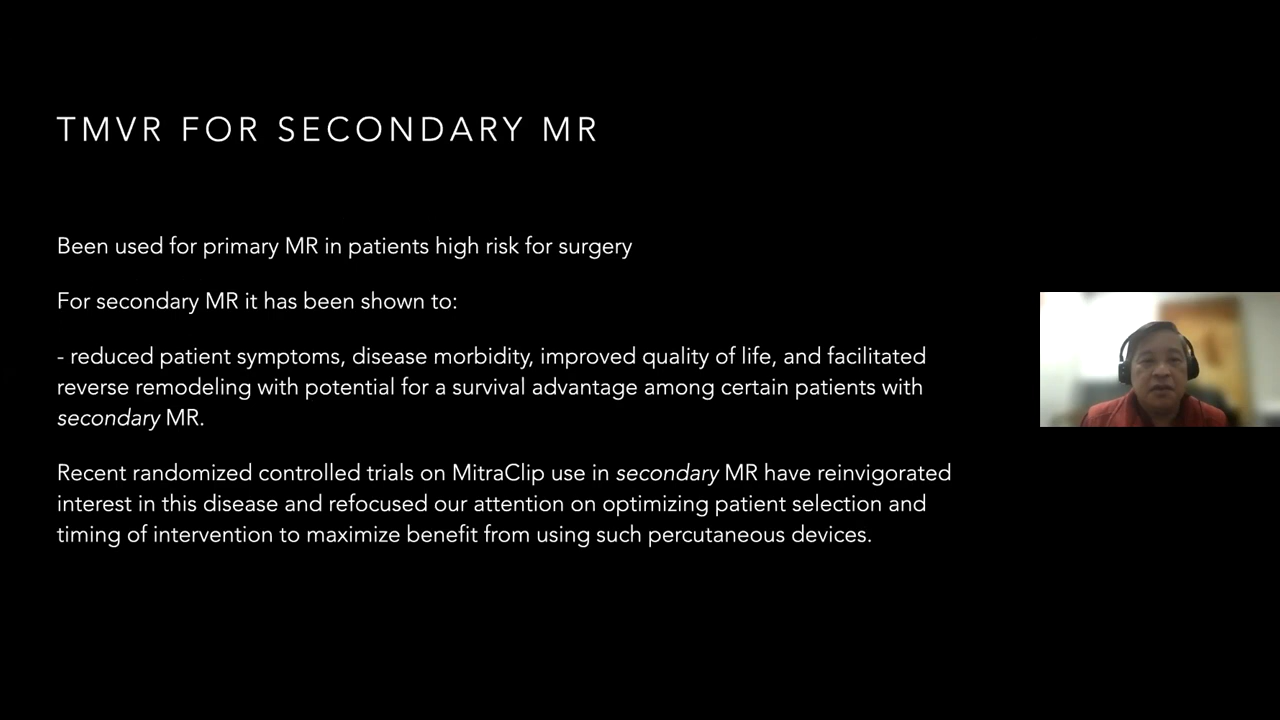 TMVR FOR SECONDARY MR
Been used for primary MR in patients high risk for surgery
For secondary MR it has been shown to:
- reduced patient symptoms, disease morbidity, improved quality of life, and facilitated
reverse remodeling with potential for a survival advantage among certain patients with
secondary MR.
Recent randomized controlled trials on MitraClip use in secondary MR have reinvigorated
interest in this disease and refocused our attention on optimizing patient selection and
timing of intervention to maximize benefit from using such percutaneous devices.